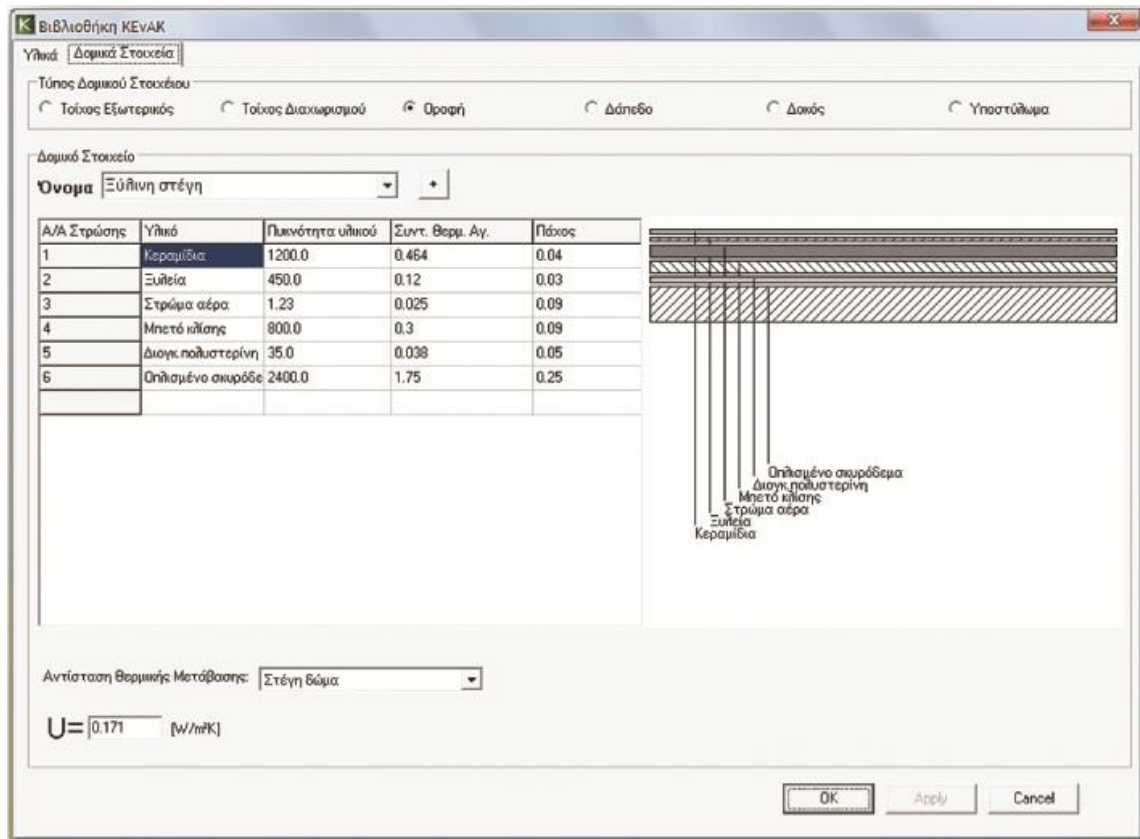 Βιβλιοθήκη KEvAK
Υλικά Δομικά Στοιχεία
Τύπος Δομικού Στοιχέιου
Τοίχος Εξωτερικός Τοίχος Διαχωρισμού Οροφή Δάπεδο Δοκός Υποστύλωμα
Δομικό Στοιχείο
Όνομα Ξύλινη στέγη +
Α/Α Στρώσης Υλικό Πυκνότητα υλικού Συντ. Θερμ. Αγ. Πάχος
1 Κεραμίδια 1200.0 0.464 0.04
2 Ξυλεία 450.0 0.12 0.03
3 Στρώμα αέρα 1.23 0.025 0.09
4 Μπετό κλίσης 800.0 0.3 0.09
5 Διογκ.πολυστερίνη 35.0 0.038 0.05
6 Οπλισμένο σκυρόδε 2400.0 1.75 0.25
Οπλισμένο σκυρόδεμα
Διογκ.πολυστερίνη
Μπετό κλίσης
Στρώμα αέρα
Ξυλεία
Κεραμίδια
Αντίσταση Θερμικής Μετάβασης: Στέγη δώμα
U= 0.171 [W/m²K]
OK Apply Cancel